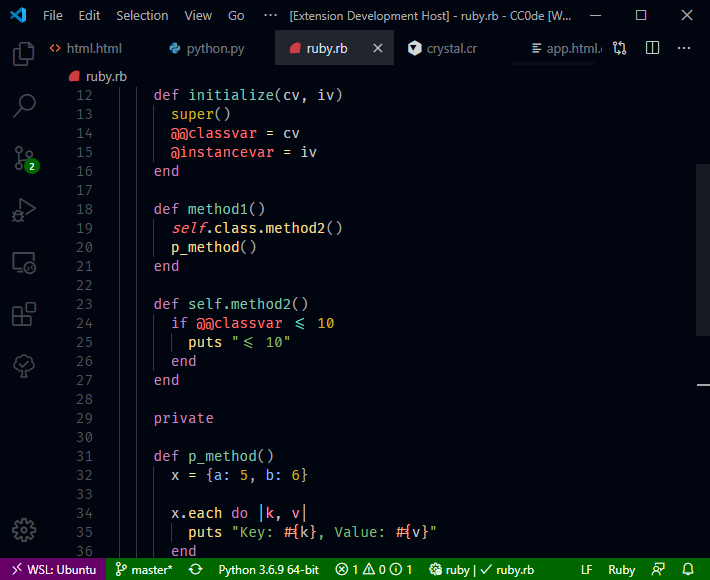 File Edit Selection View Go ··· [Extension Development Host] - ruby.rb - CC0de [W...
html.html python.py ruby.rb crystal.cr app.html.
ruby.rb
12 def initialize(cv, iv)
13 super()
14 @@classvar = cv
15 @instancevar = iv
16 end
17
18 def method1()
19 self.class.method2()
20 p_method()
21 end
22
23 def self.method2()
24 if @@classvar <= 10
25 puts "<= 10"
26 end
27 end
28
29 private
30
31 def p_method()
32 x = {a: 5, b: 6}
33
34 x.each do |k, v|
35 puts "Key: #{k}, Value: #{v}"
36 end
2
WSL: Ubuntu master* Python 3.6.9 64-bit 1 0 1 ruby | ruby.rb LF Ruby